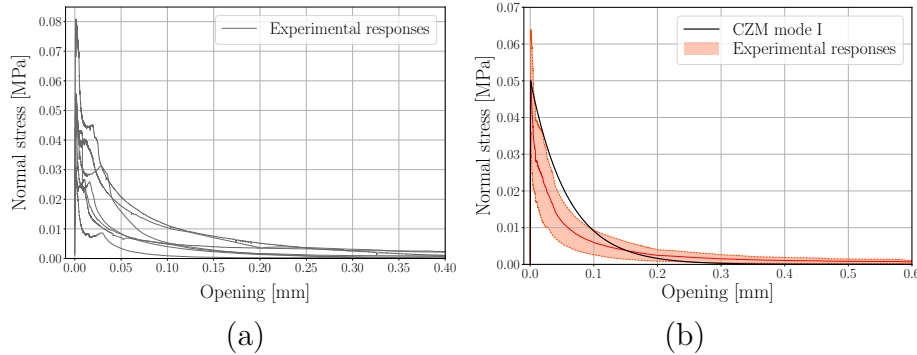 0.08
0.07
0.06
0.05
0.04
0.03
0.02
0.01
0.00
Normal stress [MPa]
Experimental responses
0.00 0.05 0.10 0.15 0.20 0.25 0.30 0.35 0.40
Opening [mm]
(a)
0.07
0.06
0.05
0.04
0.03
0.02
0.01
0.00
Normal stress [MPa]
CZM mode I
Experimental responses
0.0 0.1 0.2 0.3 0.4 0.5 0.6
Opening [mm]
(b)